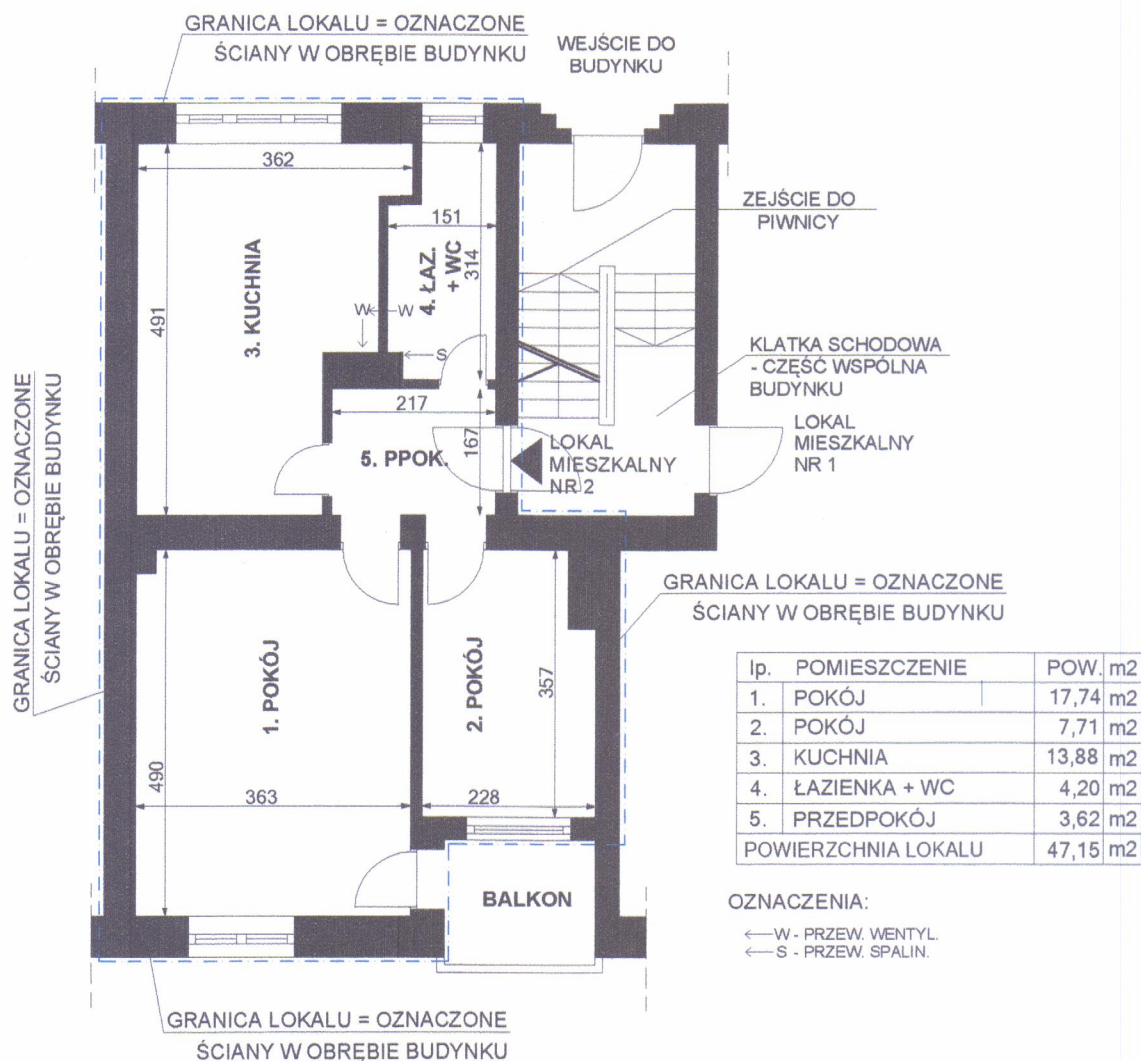 GRANICA LOKALU = OZNACZONE
ŚCIANY W OBRĘBIE BUDYNKU
WEJŚCIE DO
BUDYNKU
362
151
314
491
3. KUCHNIA
4. ŁAZ.
+ WC
W
W
S
ZEJŚCIE DO
PIWNICY
KLATKA SCHODOWA
- CZĘŚĆ WSPÓLNA
BUDYNKU
217
167
5. PPOK.
LOKAL
MIESZKALNY
NR 2
LOKAL
MIESZKALNY
NR 1
GRANICA LOKALU = OZNACZONE
ŚCIANY W OBRĘBIE BUDYNKU
GRANICA LOKALU = OZNACZONE
ŚCIANY W OBRĘBIE BUDYNKU
1. POKÓJ
2. POKÓJ
357
490
363
228
BALKON
lp. POMIESZCZENIE POW. m2
1. POKÓJ 17,74 m2
2. POKÓJ 7,71 m2
3. KUCHNIA 13,88 m2
4. ŁAZIENKA + WC 4,20 m2
5. PRZEDPOKÓJ 3,62 m2
POWIERZCHNIA LOKALU 47,15 m2
OZNACZENIA:
W - PRZEW. WENTYL.
S - PRZEW. SPALIN.
GRANICA LOKALU = OZNACZONE
ŚCIANY W OBRĘBIE BUDYNKU